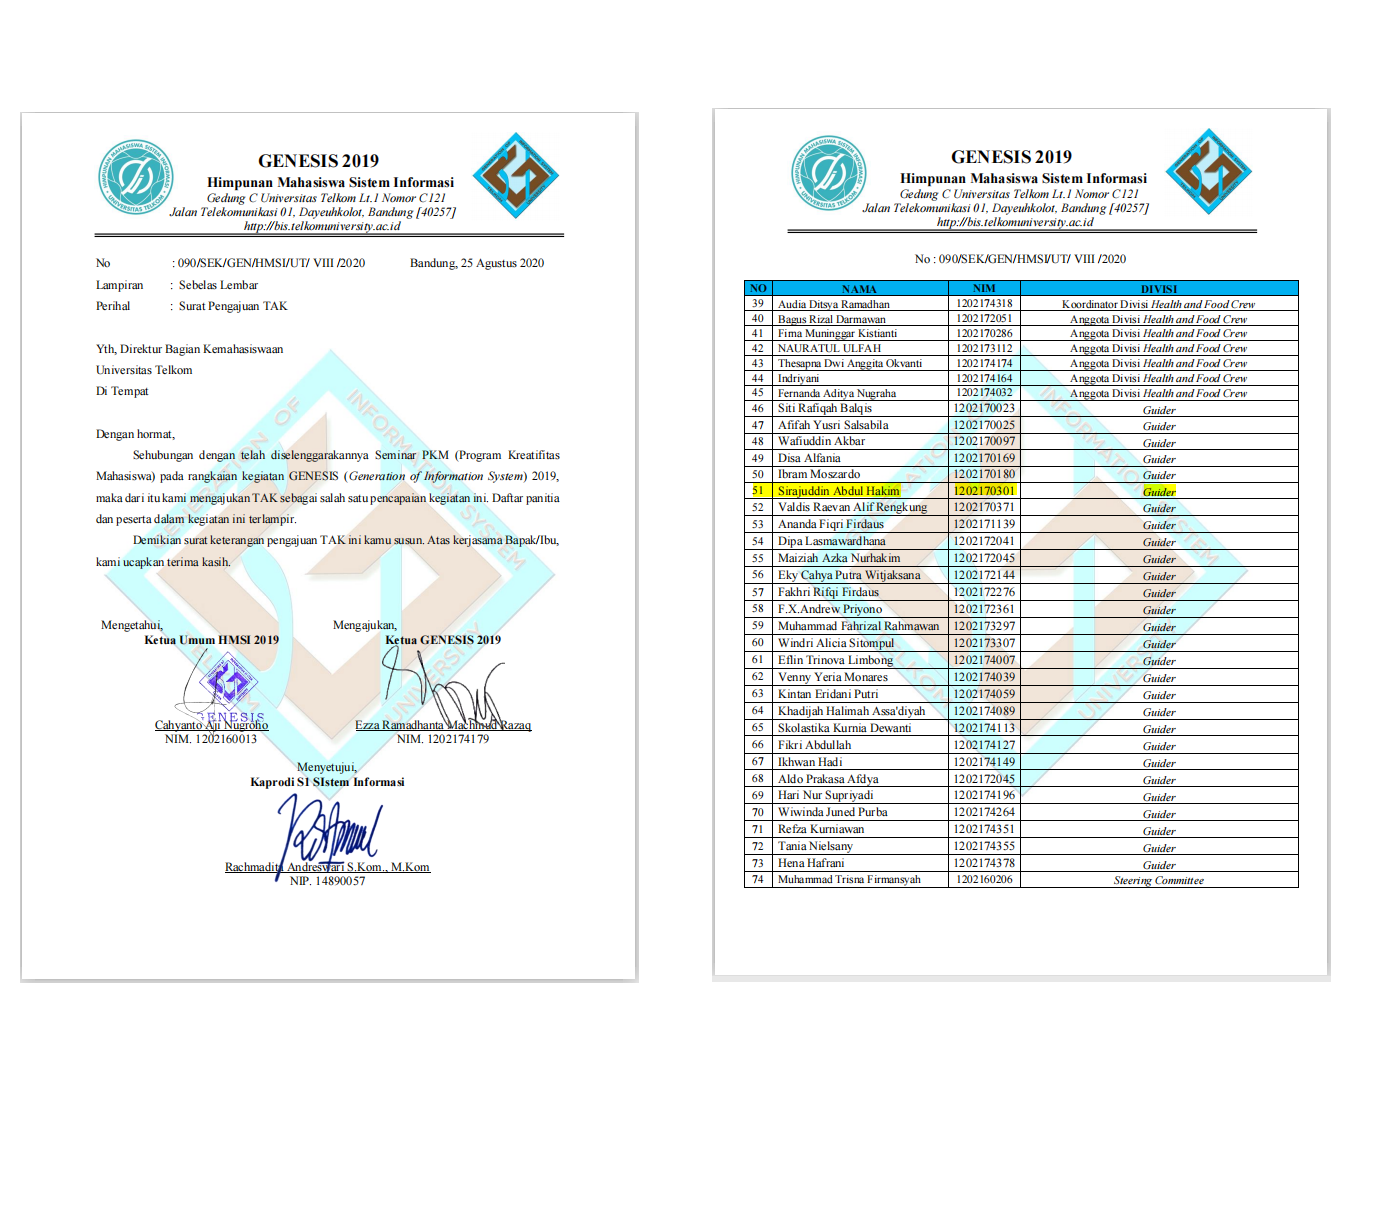 GENESIS 2019
Himpunan Mahasiswa Sistem Informasi
Gedung C Universitas Telkom Lt.1 Nomor C121
Jalan Telekomunikasi 01, Dayeuhkolot, Bandung [40257]
http://bis.telkomuniversity.ac.id
No : 090/SEK/GEN/HMSI/UT/ VIII /2020 Bandung, 25 Agustus 2020
Lampiran : Sebelas Lembar
Perihal : Surat Pengajuan TAK
Yth, Direktur Bagian Kemahasiswaan
Universitas Telkom
Di Tempat
Dengan hormat,
Sehubungan dengan telah diselenggarakannya Seminar PKM (Program Kreatifitas
Mahasiswa) pada rangkaian kegiatan GENESIS (Generation of Information System) 2019,
maka dari itu kami mengajukan TAK sebagai salah satu pencapaian kegiatan ini. Daftar panitia
dan peserta dalam kegiatan ini terlampir.
Demikian surat keterangan pengajuan TAK ini kamu susun. Atas kerjasama Bapak/Ibu,
kami ucapkan terima kasih.
Mengetahui, Mengajukan,
Ketua Umum HMSI 2019 Ketua GENESIS 2019
GENESIS
Cahyanto Aji Nugroho Ezza Ramadhanta Machmud Razaq
NIM. 1202160013 NIM. 1202174179
Menyetujui,
Kaprodi S1 SIstem Informasi
Rachmadita Andreswari S.Kom., M.Kom
NIP. 14890057
GENERATION OF INFORMATION SYSTEM
TELKOM UNIVERSITY
GENESIS 2019
Himpunan Mahasiswa Sistem Informasi
Gedung C Universitas Telkom Lt.1 Nomor C121
Jalan Telekomunikasi 01, Dayeuhkolot, Bandung [40257]
http://bis.telkomuniversity.ac.id
No : 090/SEK/GEN/HMSI/UT/ VIII /2020
NO NAMA NIM DIVISI
39 Audia Ditsya Ramadhan 1202174318 Koordinator Divisi Health and Food Crew
40 Bagus Rizal Darmawan 1202172051 Anggota Divisi Health and Food Crew
41 Firna Muninggar Kistianti 1202170286 Anggota Divisi Health and Food Crew
42 NAURATUL ULFAH 1202173112 Anggota Divisi Health and Food Crew
43 Thesapna Dwi Anggita Okvanti 1202174174 Anggota Divisi Health and Food Crew
44 Indriyani 1202174164 Anggota Divisi Health and Food Crew
45 Fernanda Aditya Nugraha 1202174032 Anggota Divisi Health and Food Crew
46 Siti Rafiqah Balqis 1202170023 Guider
47 Afifah Yusri Salsabila 1202170025 Guider
48 Wafiuddin Akbar 1202170097 Guider
49 Disa Alfania 1202170169 Guider
50 Ibram Moszardo 1202170180 Guider
51 Sirajuddin Abdul Hakim 1202170301 Guider
52 Valdis Raevan Alif Rengkung 1202170371 Guider
53 Ananda Fiqri Firdaus 1202171139 Guider
54 Dipa Lasmawardhana 1202172041 Guider
55 Maiziah Azka Nurhakim 1202172045 Guider
56 Eky Cahya Putra Witjaksana 1202172144 Guider
57 Fakhri Rifqi Firdaus 1202172276 Guider
58 F.X.Andrew Priyono 1202172361 Guider
59 Muhammad Fahrizal Rahmawan 1202173297 Guider
60 Windri Alicia Sitompul 1202173307 Guider
61 Eflin Trinova Limbong 1202174007 Guider
62 Venny Yeria Monares 1202174039 Guider
63 Kintan Eridani Putri 1202174059 Guider
64 Khadijah Halimah Assa'diyah 1202174089 Guider
65 Skolastika Kurnia Dewanti 1202174113 Guider
66 Fikri Abdullah 1202174127 Guider
67 Ikhwan Hadi 1202174149 Guider
68 Aldo Prakasa Afdya 1202172045 Guider
69 Hari Nur Supriyadi 1202174196 Guider
70 Wiwinda Juned Purba 1202174264 Guider
71 Refza Kurniawan 1202174351 Guider
72 Tania Nielsany 1202174355 Guider
73 Hena Hafrani 1202174378 Guider
74 Muhammad Trisna Firmansyah 1202160206 Steering Committee